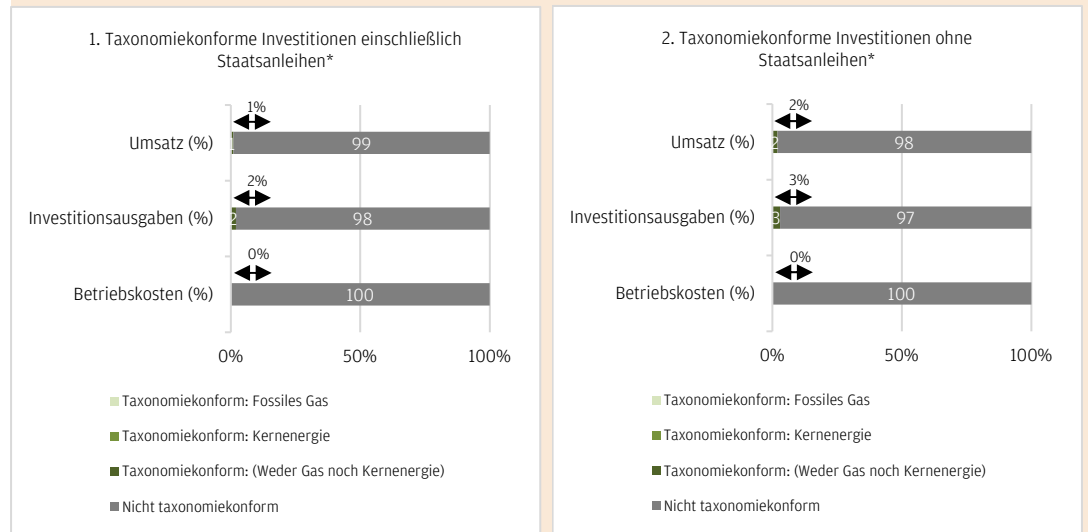 1. Taxonomiekonforme Investitionen einschließlich
Staatsanleihen*
1%
Umsatz (%)
1
99
2%
Investitionsausgaben (%)
2
98
0%
Betriebskosten (%)
100
0%
50%
100%
Taxonomiekonform: Fossiles Gas
Taxonomiekonform: Kernenergie
Taxonomiekonform: (Weder Gas noch Kernenergie)
Nicht taxonomiekonform
2. Taxonomiekonforme Investitionen ohne
Staatsanleihen*
2%
Umsatz (%)
2
98
3%
Investitionsausgaben (%)
3
97
0%
Betriebskosten (%)
100
0%
50%
100%
Taxonomiekonform: Fossiles Gas
Taxonomiekonform: Kernenergie
Taxonomiekonform: (Weder Gas noch Kernenergie)
Nicht taxonomiekonform